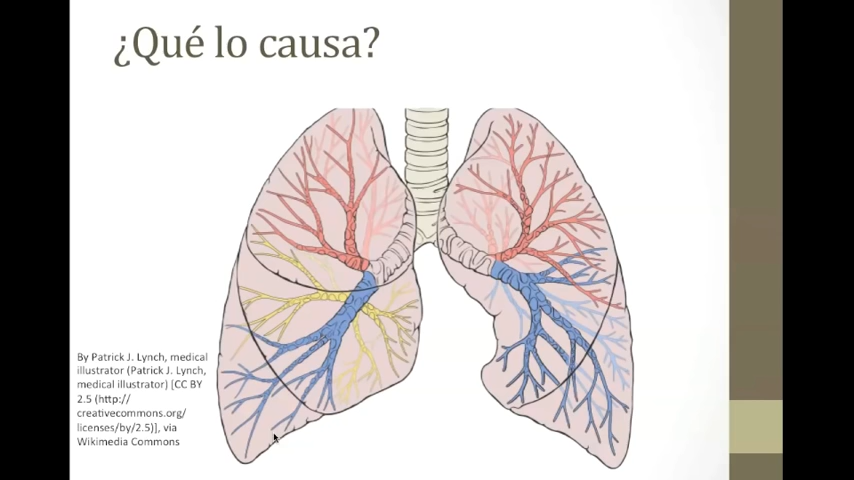 ¿Qué lo causa?
By Patrick J. Lynch, medical
illustrator (Patrick J. Lynch,
medical illustrator) [CC BY
2.5 (http://
creativecommons.org/
licenses/by/2.5)], via
Wikimedia Commons